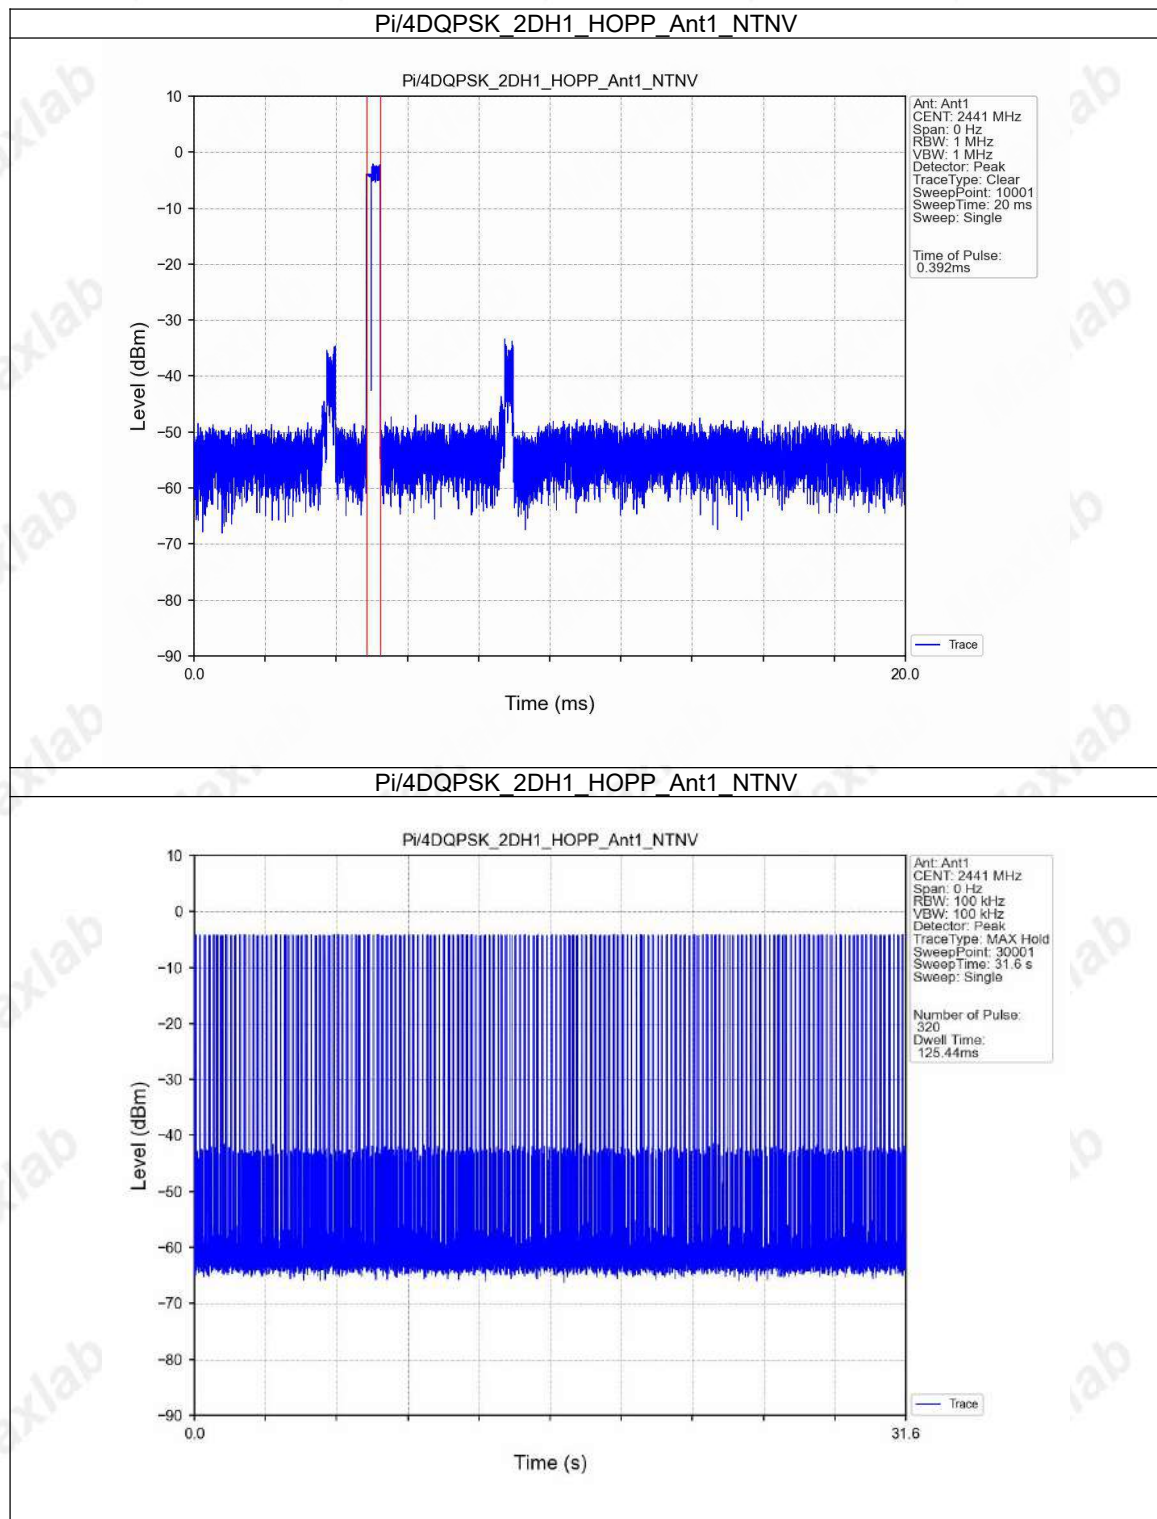 Pi/4DQPSK_2DH1_HOPP_Ant1_NTNV
Pi/4DQPSK_2DH1_HOPP_Ant1_NTNV
10
0
−10
−20
−30
−40
−50
−60
−70
−80
−90
Level (dBm)
0.0
20.0
Time (ms)
Ant: Ant1
CENT: 2441 MHz
Span: 0 Hz
RBW: 1 MHz
VBW: 1 MHz
Detector: Peak
TraceType: Clear
SweepPoint: 10001
SweepTime: 20 ms
Sweep: Single
Time of Pulse:
0.392ms
Trace
Pi/4DQPSK_2DH1_HOPP_Ant1_NTNV
Pi/4DQPSK_2DH1_HOPP_Ant1_NTNV
10
0
−10
−20
−30
−40
−50
−60
−70
−80
−90
Level (dBm)
0.0
31.6
Time (s)
Ant: Ant1
CENT: 2441 MHz
Span: 0 Hz
RBW: 100 kHz
VBW: 100 kHz
Detector: Peak
TraceType: MAX Hold
SweepPoint: 30001
SweepTime: 31.6 s
Sweep: Single
Number of Pulse:
320
Dwell Time:
125.44ms
Trace